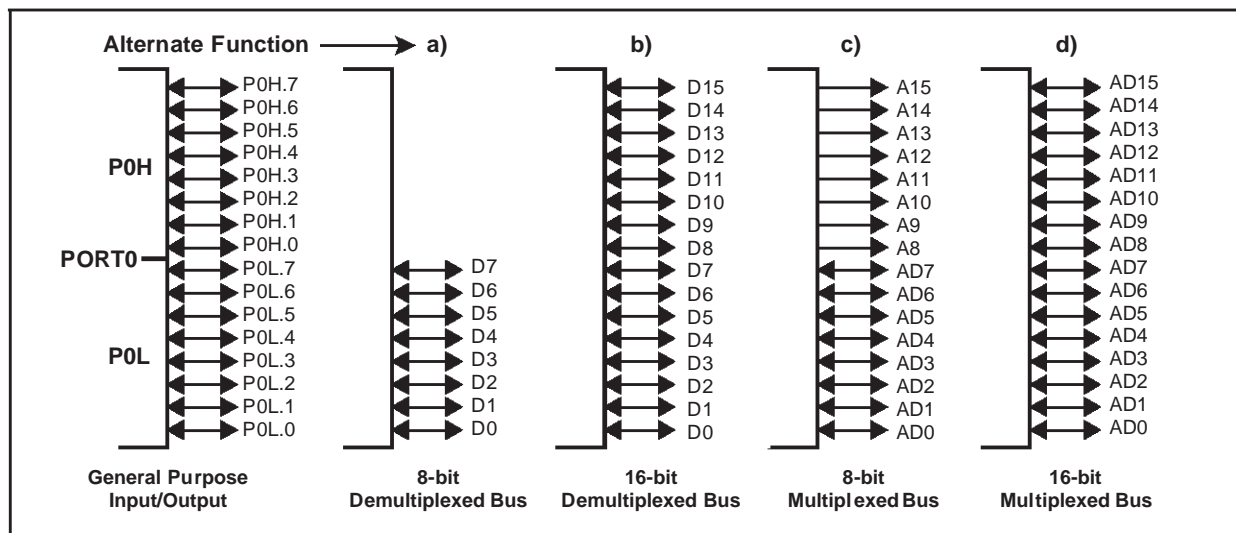 Alternate Function a) b) c) d)
P0H.7 D15 A15 AD15
P0H.6 D14 A14 AD14
P0H.5 D13 A13 AD13
P0H.4 D12 A12 AD12
P0H P0H.3 D11 A11 AD11
P0H.2 D10 A10 AD10
P0H.1 D9 A9 AD9
P0H.0 D8 A8 AD8
PORT0 P0L.7 D7 D7 AD7 AD7
P0L.6 D6 D6 AD6 AD6
P0L.5 D5 D5 AD5 AD5
P0L.4 D4 D4 AD4 AD4
P0L P0L.3 D3 D3 AD3 AD3
P0L.2 D2 D2 AD2 AD2
P0L.1 D1 D1 AD1 AD1
P0L.0 D0 D0 AD0 AD0
General Purpose 8-bit 16-bit 8-bit 16-bit
Input/Output Demultiplexed Bus Demultiplexed Bus Multiplexed Bus Multiplexed Bus